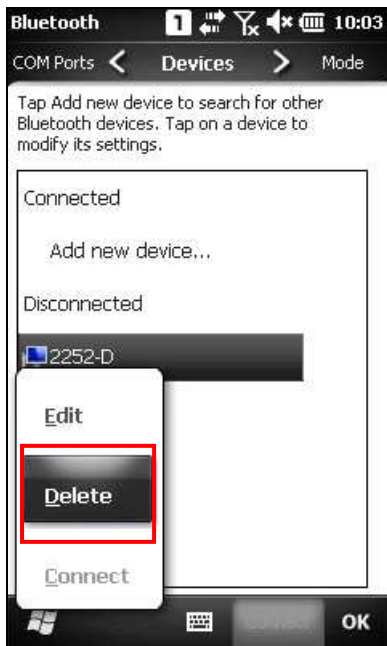 Bluetooth 1 10:03
COM Ports Devices Mode
Tap Add new device to search for other
Bluetooth devices. Tap on a device to
modify its settings.
Connected
Add new device...
Disconnected
2252-D
Edit
Delete
Connect
OK